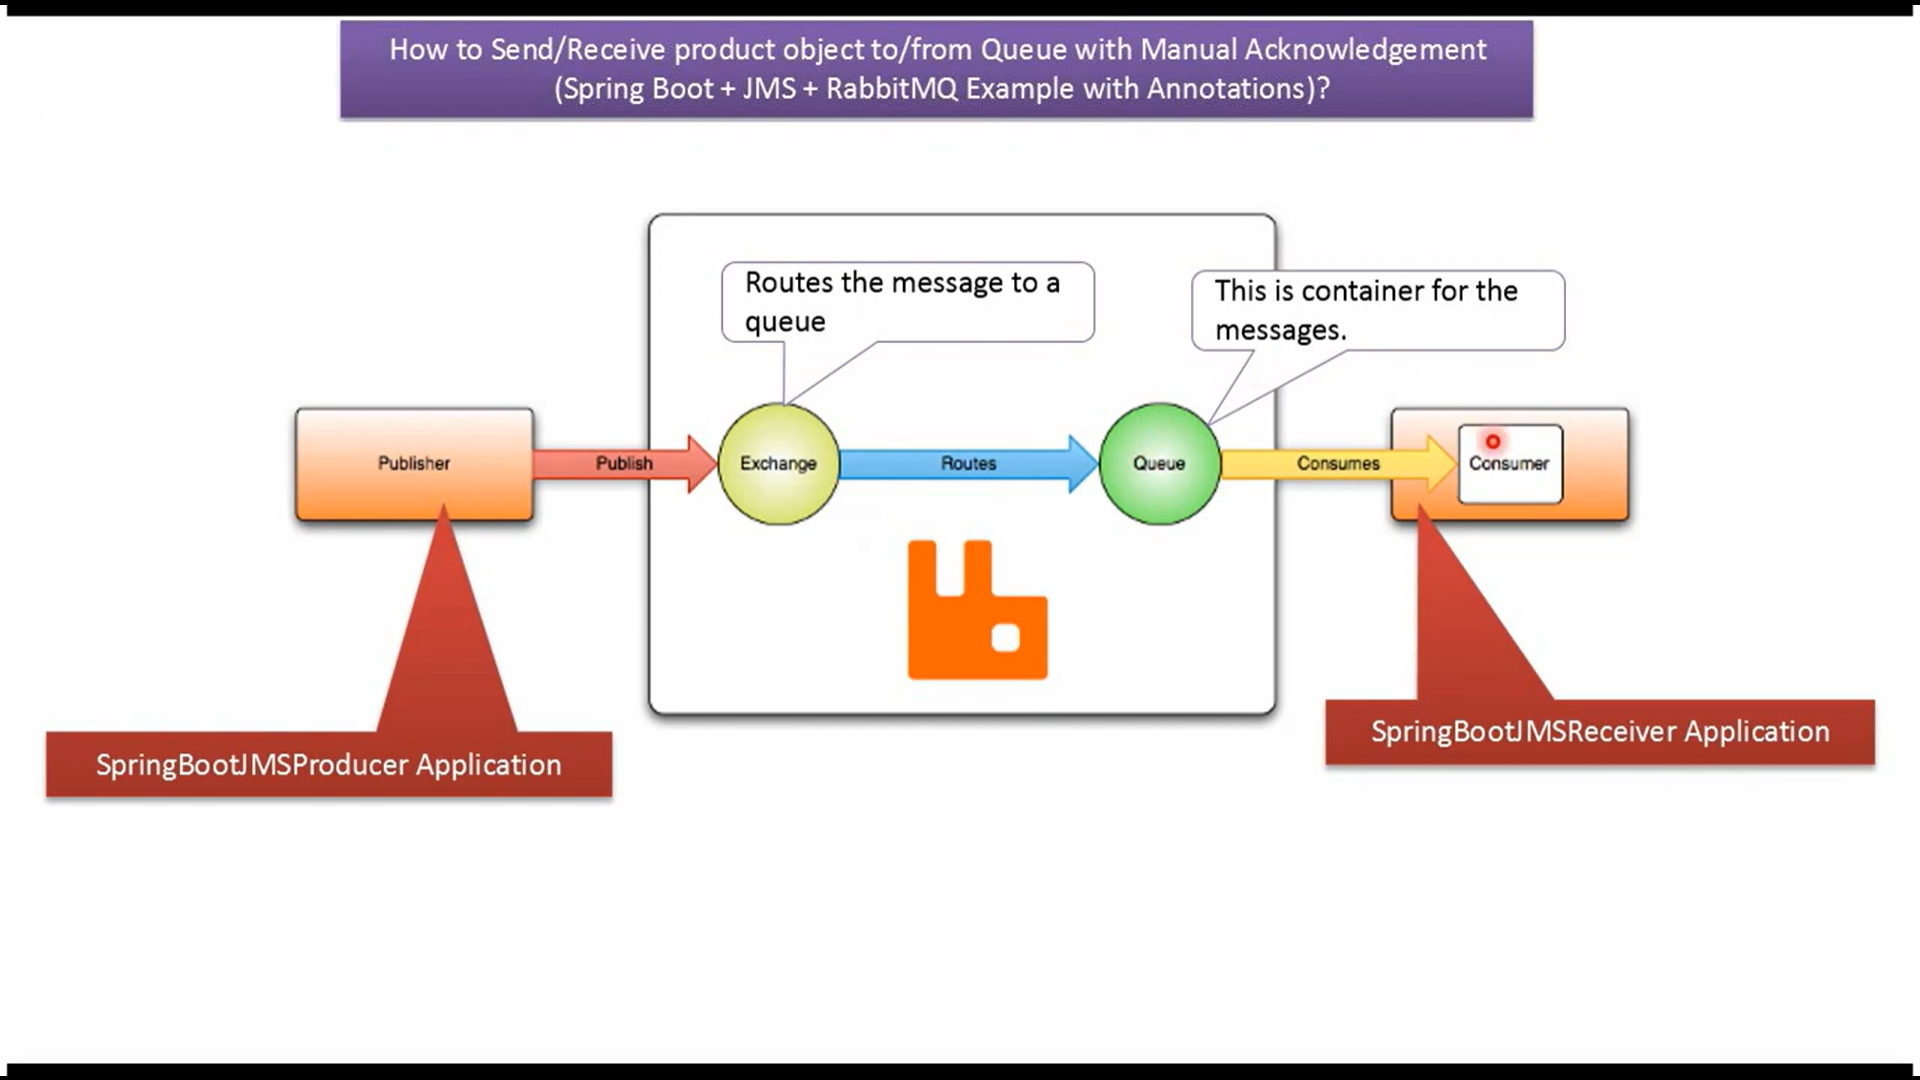 How to Send/Receive product object to/from Queue with Manual Acknowledgement
(Spring Boot + JMS + RabbitMQ Example with Annotations)?
Routes the message to a
queue
This is container for the
messages.
Publisher
Publish
Exchange
Routes
Queue
Consumes
Consumer
SpringBootJMSProducer Application
SpringBootJMSReceiver Application